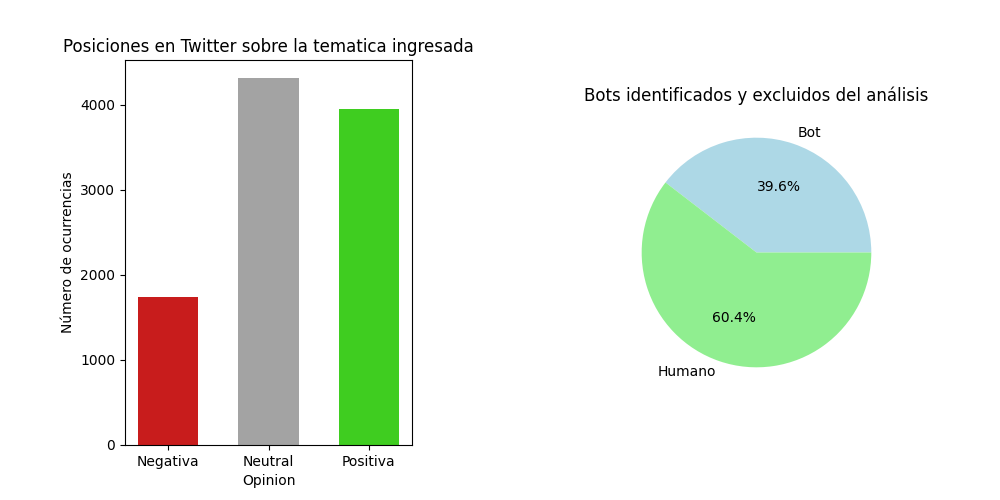 Posiciones en Twitter sobre la tematica ingresada
Número de ocurrencias
4000
3000
2000
1000
0
Negativa
Neutral
Positiva
Opinion
Bots identificados y excluidos del análisis
Bot
39.6%
60.4%
Humano